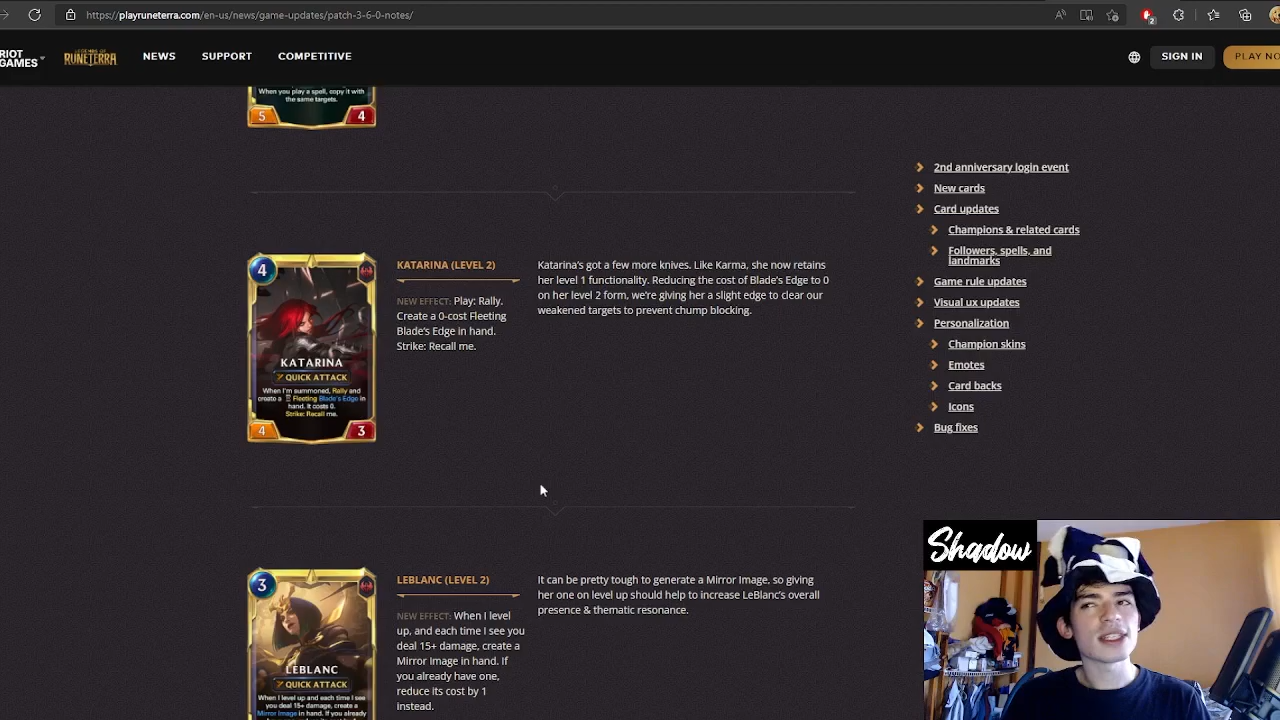 https://playruneterra.com/en-us/news/game-updates/patch-3-6-0-notes/
2
RIOT
GAMES
LEGENDS OF
RUNETERRA
NEWS
SUPPORT
COMPETITIVE
SIGN IN
PLAY NO
When you play a spell, copy it with
the same targets.
5
4
4
KATARINA
QUICK ATTACK
When I'm summoned, Rally and
create a Fleeting Blade's Edge in
hand. It costs 0.
Strike: Recall me.
4
3
KATARINA (LEVEL 2)
NEW EFFECT: Play: Rally.
Create a 0-cost Fleeting
Blade's Edge in hand.
Strike: Recall me.
Katarina's got a few more knives. Like Karma, she now retains
her level 1 functionality. Reducing the cost of Blade's Edge to 0
on her level 2 form, we're giving her a slight edge to clear our
weakened targets to prevent chump blocking.
3
LEBLANC
QUICK ATTACK
When I level up and each time I see
you deal 15+ damage, create a
Mirror Image in hand. If you already
LEBLANC (LEVEL 2)
NEW EFFECT: When I level
up, and each time I see you
deal 15+ damage, create a
Mirror Image in hand. If
you already have one,
reduce its cost by 1
instead.
It can be pretty tough to generate a Mirror Image, so giving
her one on level up should help to increase LeBlanc's overall
presence & thematic resonance.
2nd anniversary login event
New cards
Card updates
Champions & related cards
Followers, spells, and
landmarks
Game rule updates
Visual ux updates
Personalization
Champion skins
Emotes
Card backs
Icons
Bug fixes
Shadow